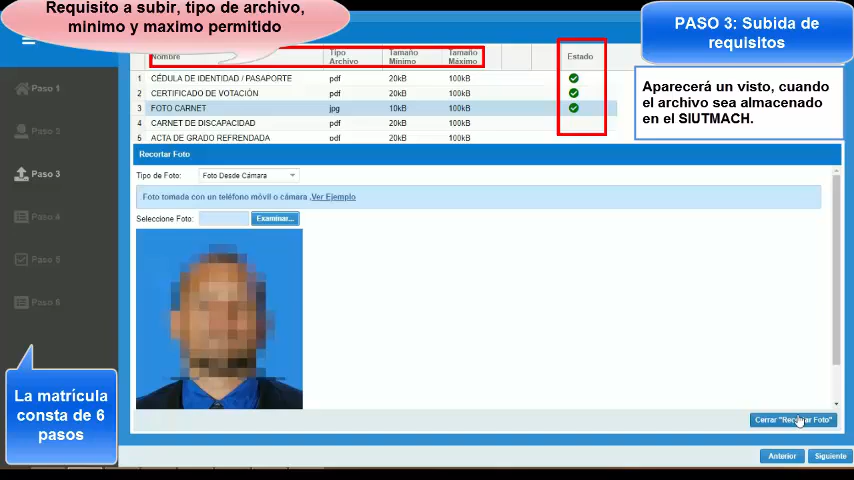 Requisito a subir, tipo de archivo,
minimo y maximo permitido
PASO 3: Subida de
requisitos
Aparecerá un visto, cuando
el archivo sea almacenado
en el SIUTMACH.
Nombre
Tipo
Archivo
Tamaño
Mínimo
Tamaño
Máximo
Estado
1 CÉDULA DE IDENTIDAD / PASAPORTE pdf 20kB 100kB
2 CERTIFICADO DE VOTACIÓN pdf 20kB 100kB
3 FOTO CARNET jpg 10kB 100kB
4 CARNET DE DISCAPACIDAD pdf 20kB 100kB
5 ACTA DE GRADO REFRENDADA pdf 20kB 100kB
Paso 1
Paso 3
Paso 4
Paso 6
Recortar Foto
Tipo de Foto: Foto Desde Cámara
Foto tomada con un teléfono móvil o cámara .Ver Ejemplo
Seleccione Foto: Examinar...
La matrícula
consta de 6
pasos
Cerrar "Recortar Foto"
Anterior Siguiente